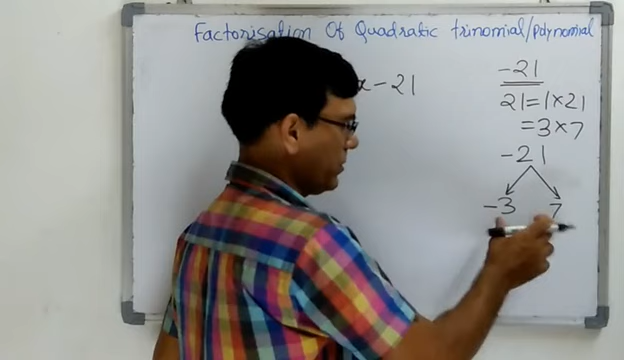 Factorisation Of Quadratic trinomial/polynomial
x-21
-21
21=1×21
=3×7
-21
-3 7